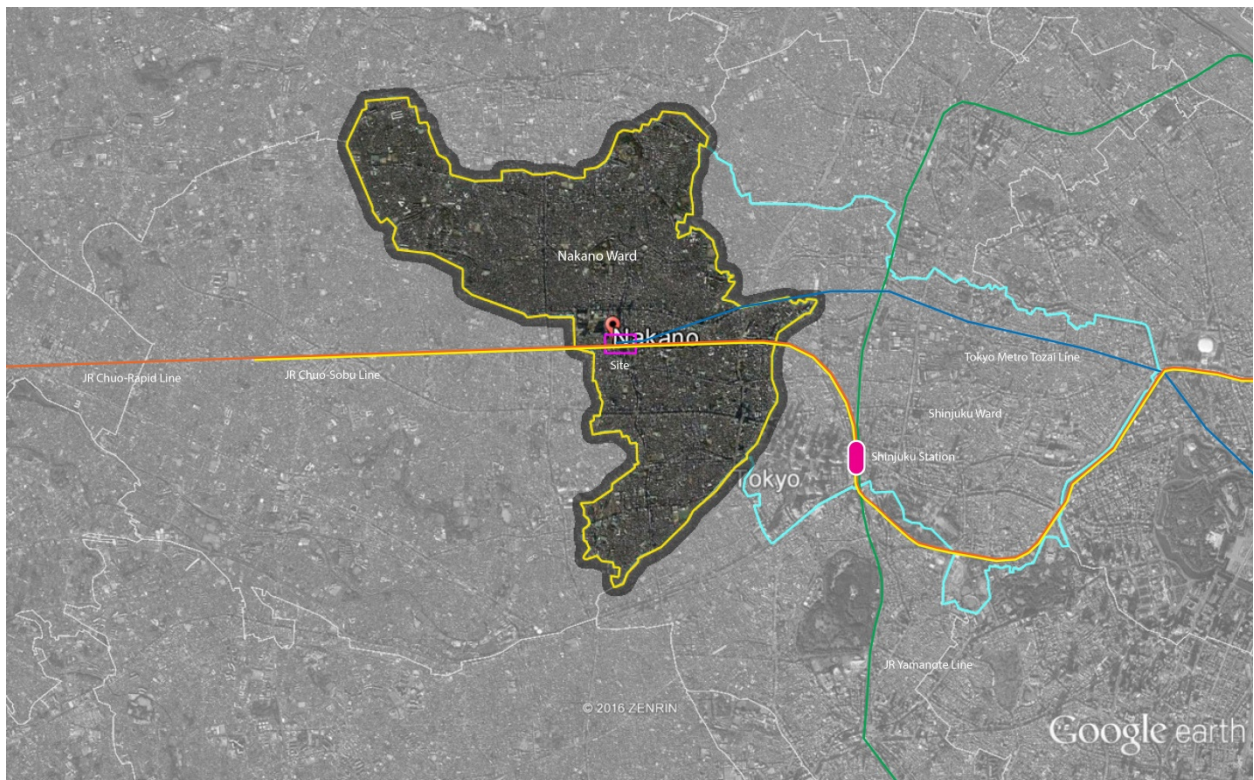 Nakano Ward
Nakano
Site
JR Chuo-Rapid Line
JR Chuo-Sobu Line
Tokyo Metro Tozai Line
Shinjuku Ward
Shinjuku Station
Tokyo
JR Yamanote Line
© 2016 ZENRIN
Google earth